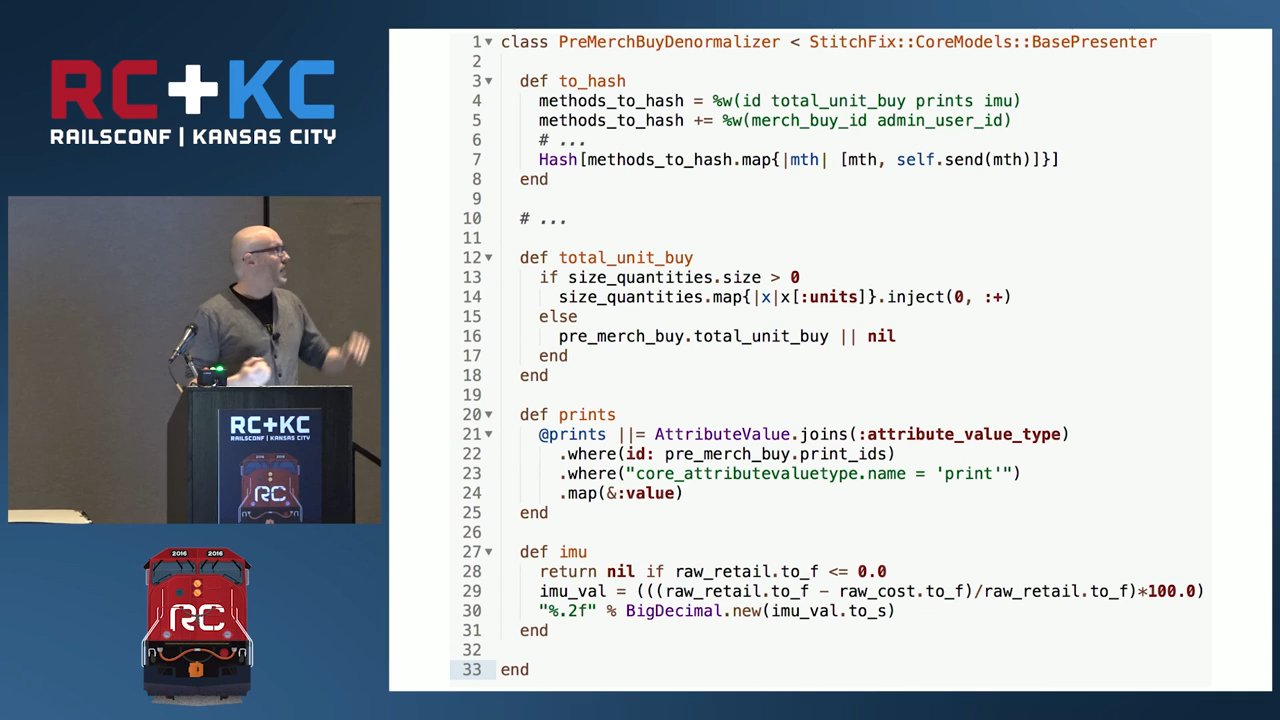 RC+KC
RAILSCONF | KANSAS CITY
1 class PreMerchBuyDenormalizer < StitchFix::CoreModels::BasePresenter
2
3   def to_hash
4     methods_to_hash = %w(id total_unit_buy prints imu)
5     methods_to_hash += %w(merch_buy_id admin_user_id)
6     # ...
7     Hash[methods_to_hash.map{|mth| [mth, self.send(mth)]}]
8   end
9
10   # ...
11
12   def total_unit_buy
13     if size_quantities.size > 0
14       size_quantities.map{|x|x[:units]}.inject(0, :+)
15     else
16       pre_merch_buy.total_unit_buy || nil
17     end
18   end
19
20   def prints
21     @prints ||= AttributeValue.joins(:attribute_value_type)
22       .where(id: pre_merch_buy.print_ids)
23       .where("core_attributevaluetype.name = 'print'")
24       .map(&:value)
25   end
26
27   def imu
28     return nil if raw_retail.to_f <= 0.0
29     imu_val = (((raw_retail.to_f - raw_cost.to_f)/raw_retail.to_f)*100.0)
30     "%.2f" % BigDecimal.new(imu_val.to_s)
31   end
32
33 end
RC+KC
RAILSCONF | KANSAS CITY
RC
2016 2016
RC